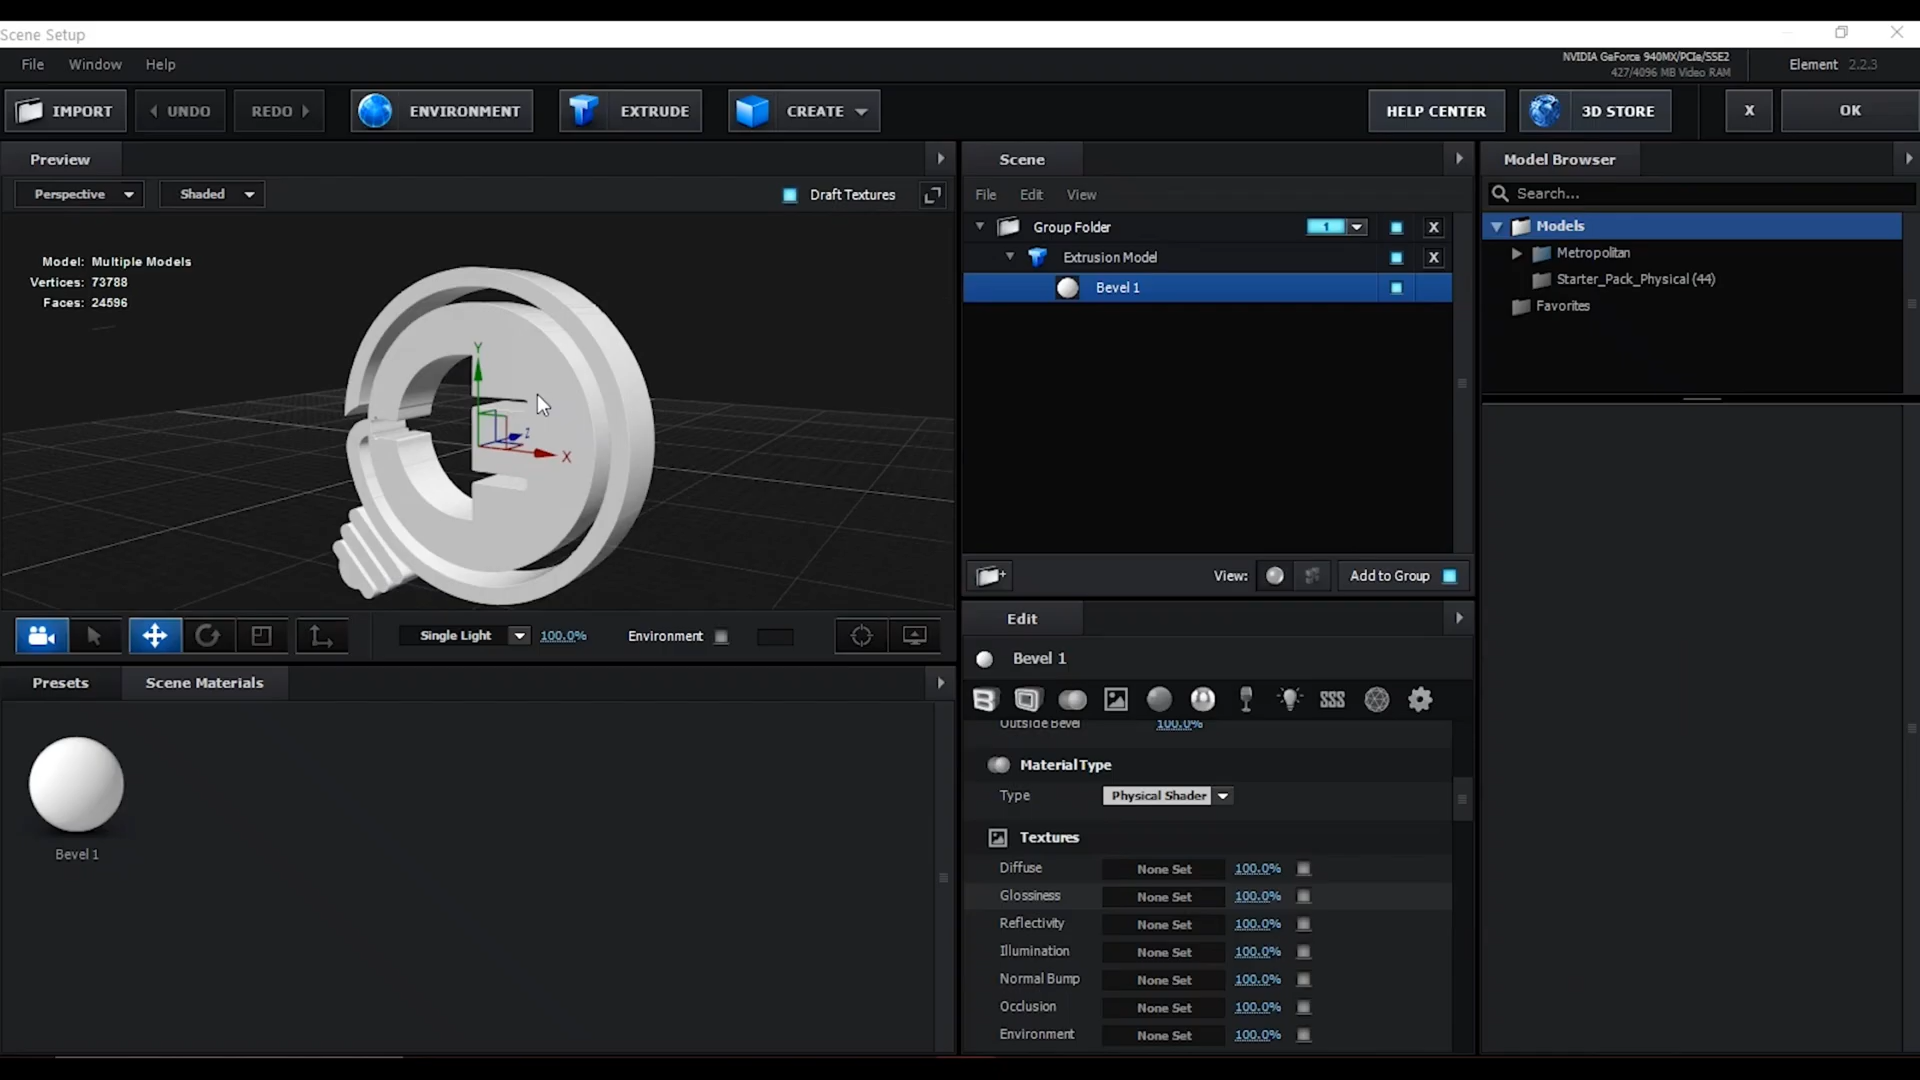 Scene Setup
File Window Help
NVIDIA GeForce 940MX/PCIe/SSE2
427/4096 MB Video RAM
Element 2.2.3
IMPORT UNDO REDO ENVIRONMENT EXTRUDE CREATE HELP CENTER 3D STORE X OK
Preview
Perspective Shaded Draft Textures
Model: Multiple Models
Vertices: 73788
Faces: 24596
Y
Z
X
Single Light 100.0% Environment
Presets Scene Materials
Bevel 1
Scene
File Edit View
Group Folder 1 X
Extrusion Model X
Bevel 1
View: Add to Group
Edit
Bevel 1
B SSS
Outside Bevel 100.0%
Material Type
Type Physical Shader
Textures
Diffuse None Set 100.0%
Glossiness None Set 100.0%
Reflectivity None Set 100.0%
Illumination None Set 100.0%
Normal Bump None Set 100.0%
Occlusion None Set 100.0%
Environment None Set 100.0%
Model Browser
Search...
Models
Metropolitan
Starter_Pack_Physical (44)
Favorites